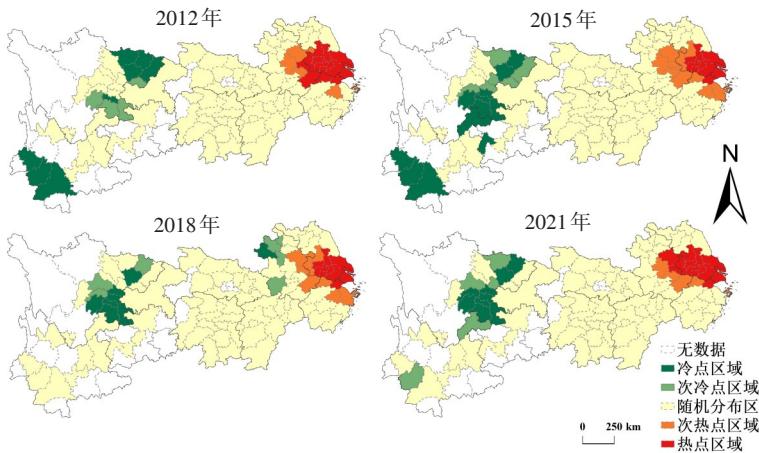 2012年
2015年
N
2018年
2021年
无数据
冷点区域
次冷点区域
随机分布区
次热点区域
热点区域
0 250 km